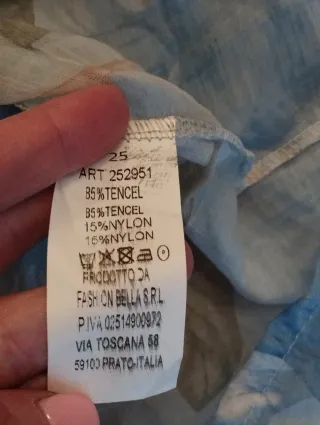 25
ART 252951
85%TENCEL
85%TENCEL
15%NYLON
15%NYLON
PRODOTTO DA
FASHION BELLA S.R.L
P.IVA 02514900972
VIA TOSCANA 58
59100 PRATO-ITALIA